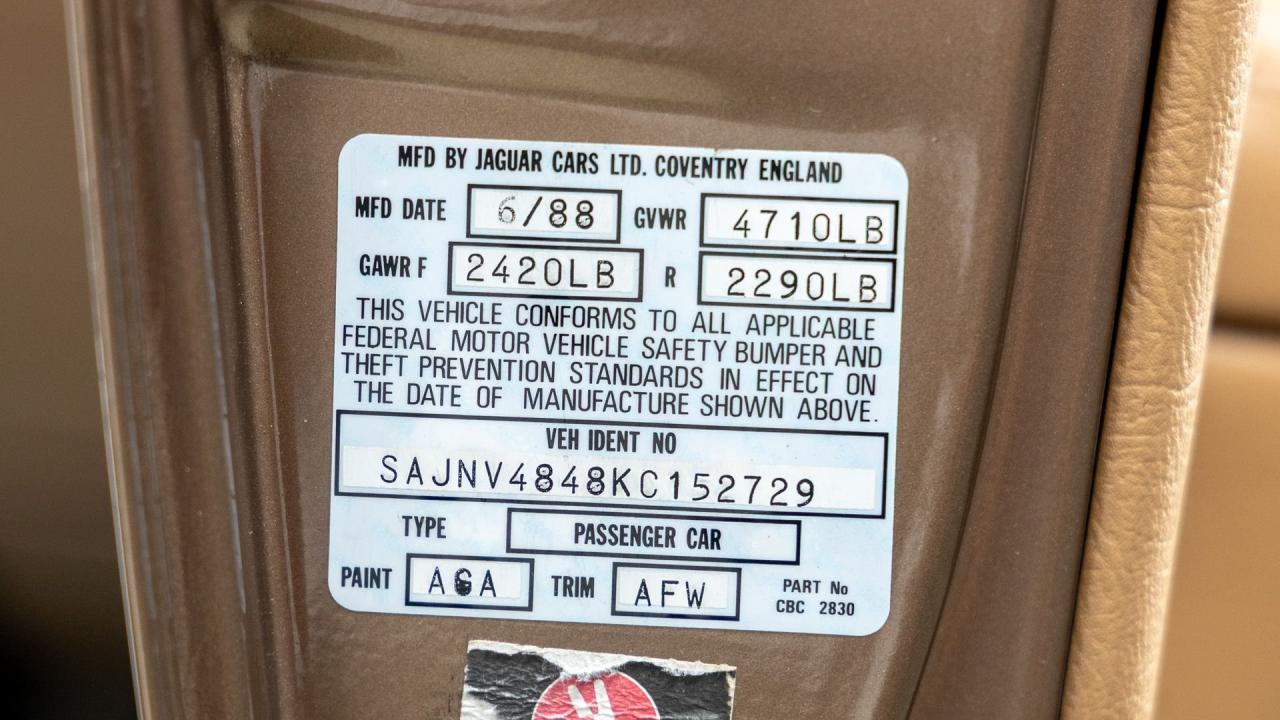 MFD BY JAGUAR CARS LTD. COVENTRY ENGLAND
MFD DATE 6/88 GVWR 4710LB
GAWR F 2420LB R 2290LB
THIS VEHICLE CONFORMS TO ALL APPLICABLE
FEDERAL MOTOR VEHICLE SAFETY BUMPER AND
THEFT PREVENTION STANDARDS IN EFFECT ON
THE DATE OF MANUFACTURE SHOWN ABOVE.
VEH IDENT NO
SAJNV4848KC152729
TYPE PASSENGER CAR
PAINT AGA TRIM AFW PART No
CBC 2830